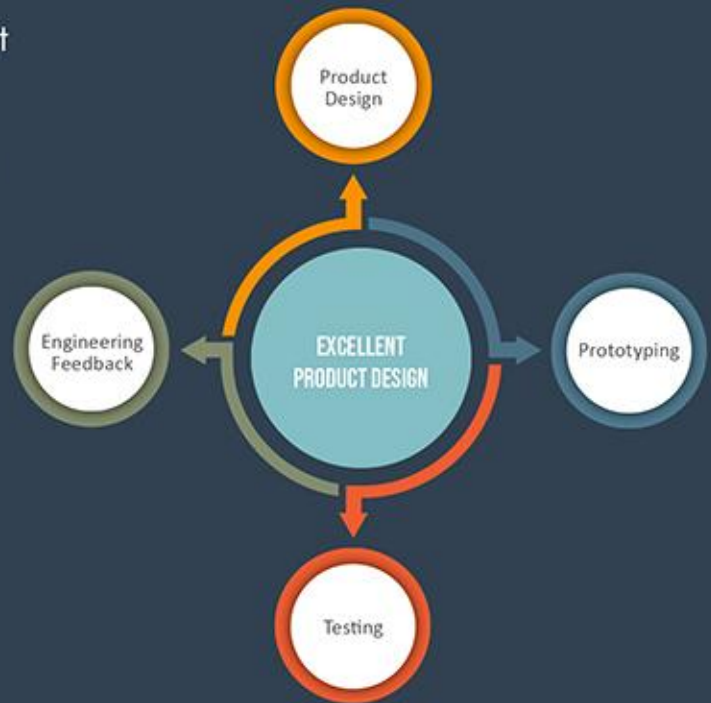 Product
Design
Engineering
Feedback
EXCELLENT
PRODUCT DESIGN
Prototyping
Testing